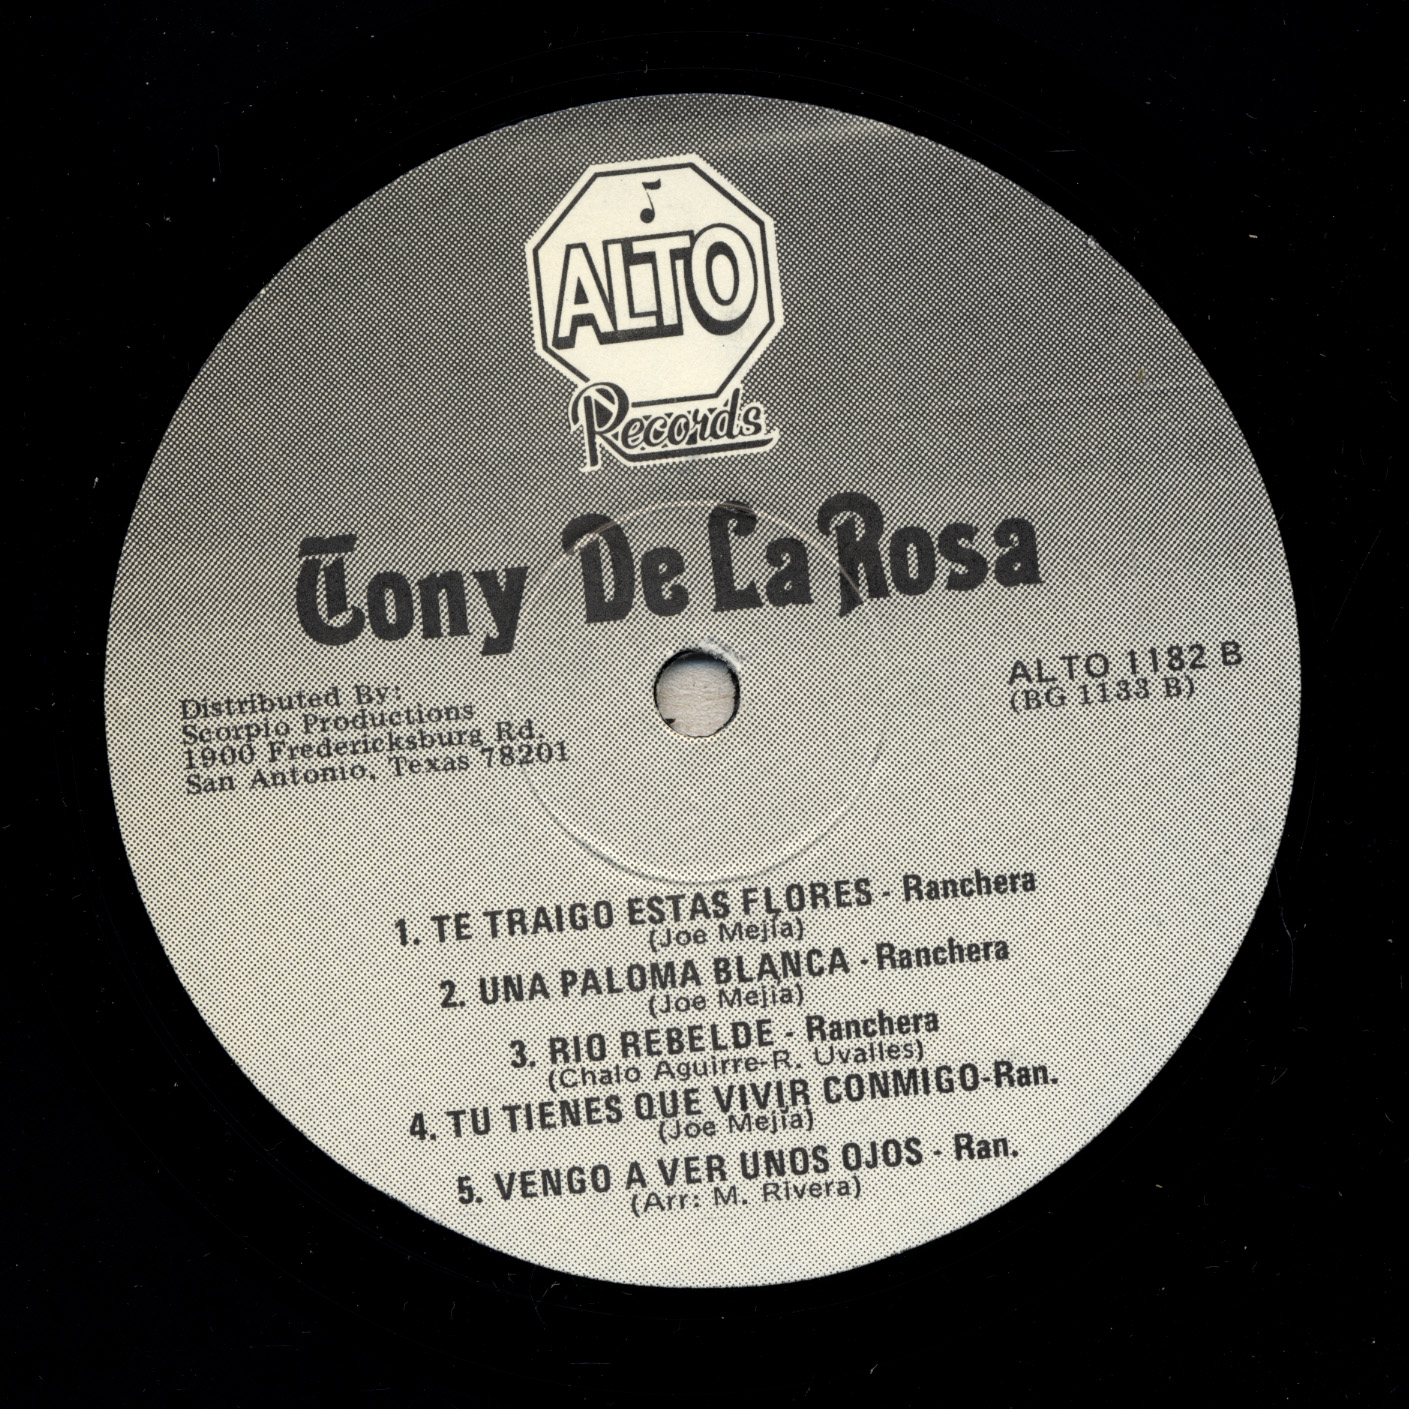 ALTO
Records
Tony De La Rosa
ALTO 1182 B
(BG 1133 B)
Distributed By:
Scorpio Productions
1900 Fredericksburg Rd.
San Antonio, Texas 78201
1. TE TRAIGO ESTAS FLORES - Ranchera
(Joe Mejía)
2. UNA PALOMA BLANCA - Ranchera
(Joe Mejía)
3. RIO REBELDE - Ranchera
(Chalo Aguirre-R. Uvalles)
4. TU TIENES QUE VIVIR CONMIGO-Ran.
(Joe Mejía)
5. VENGO A VER UNOS OJOS - Ran.
(Arr: M. Rivera)